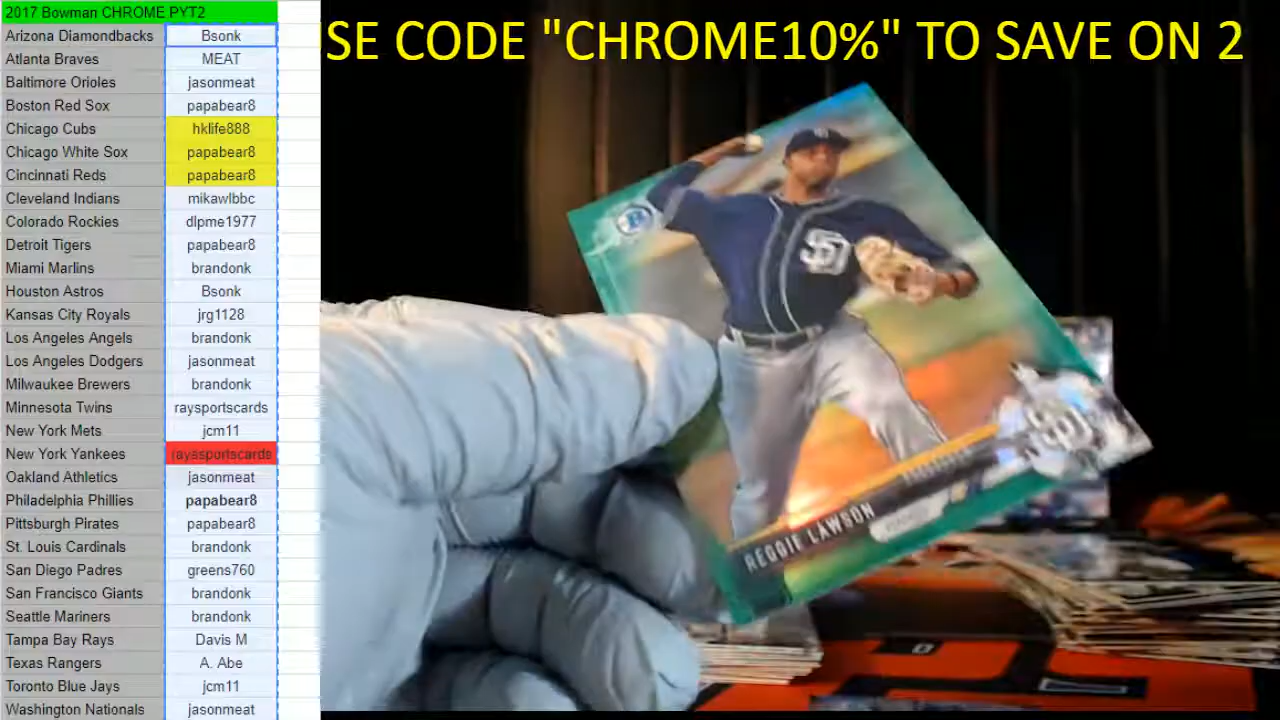 2017 Bowman CHROME PYT2
Arizona Diamondbacks Bsonk
Atlanta Braves MEAT
Baltimore Orioles jasonmeat
Boston Red Sox papabear8
Chicago Cubs hklife888
Chicago White Sox papabear8
Cincinnati Reds papabear8
Cleveland Indians mikawlbbc
Colorado Rockies dlpme1977
Detroit Tigers papabear8
Miami Marlins brandonk
Houston Astros Bsonk
Kansas City Royals jrg1128
Los Angeles Angels brandonk
Los Angeles Dodgers jasonmeat
Milwaukee Brewers brandonk
Minnesota Twins raysportscards
New York Mets jcm11
New York Yankees rayasportscards
Oakland Athletics jasonmeat
Philadelphia Phillies papabear8
Pittsburgh Pirates papabear8
St. Louis Cardinals brandonk
San Diego Padres greens760
San Francisco Giants brandonk
Seattle Mariners brandonk
Tampa Bay Rays Davis M
Texas Rangers A. Abe
Toronto Blue Jays jcm11
Washington Nationals jasonmeat
SE CODE "CHROME10%" TO SAVE ON 2
B
SD
SD
REGGIE LAWSON